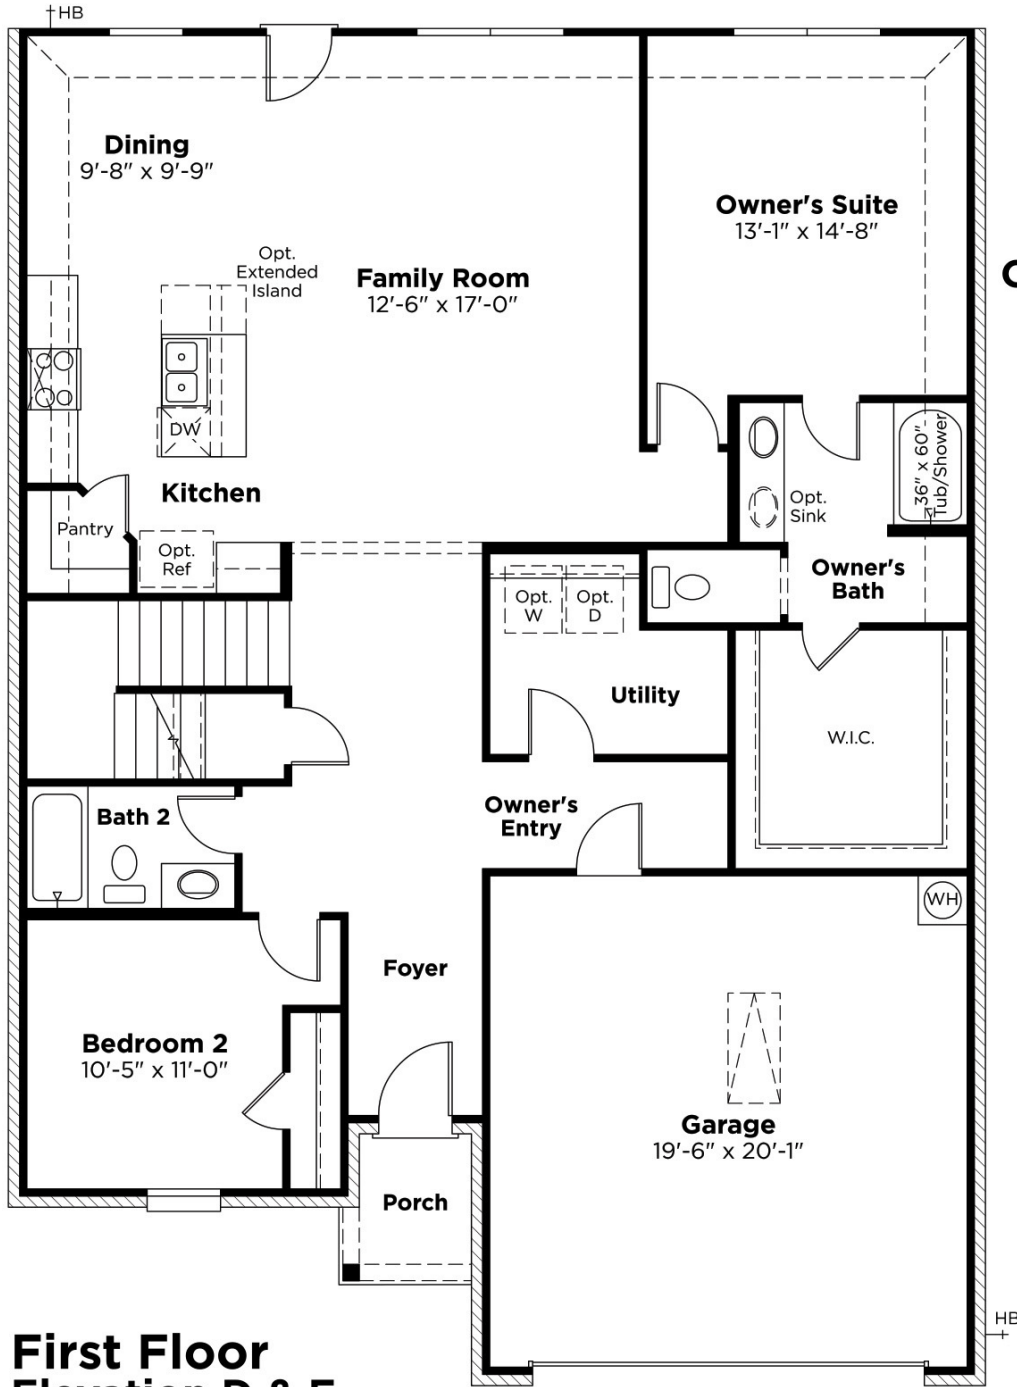 HB
Dining
9'-8" x 9'-9"
Owner's Suite
13'-1" x 14'-8"
Opt.
Extended
Island
Family Room
12'-6" x 17'-0"
DW
36" x 60"
Tub/Shower
Kitchen
Opt.
Sink
Pantry
Opt.
Ref
Owner's
Bath
Opt.
W
Opt.
D
Utility
W.I.C.
Bath 2
Owner's
Entry
WH
Foyer
Bedroom 2
10'-5" x 11'-0"
Garage
19'-6" x 20'-1"
Porch
HB
First Floor